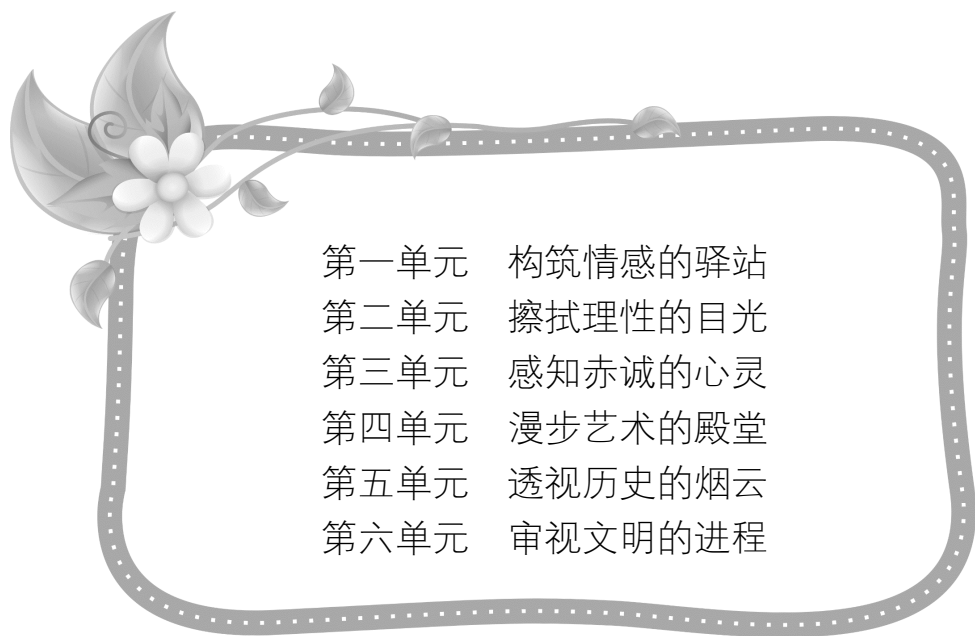 第一单元　构筑情感的驿站
第二单元　擦拭理性的目光
第三单元　感知赤诚的心灵
第四单元　漫步艺术的殿堂
第五单元　透视历史的烟云
第六单元　审视文明的进程